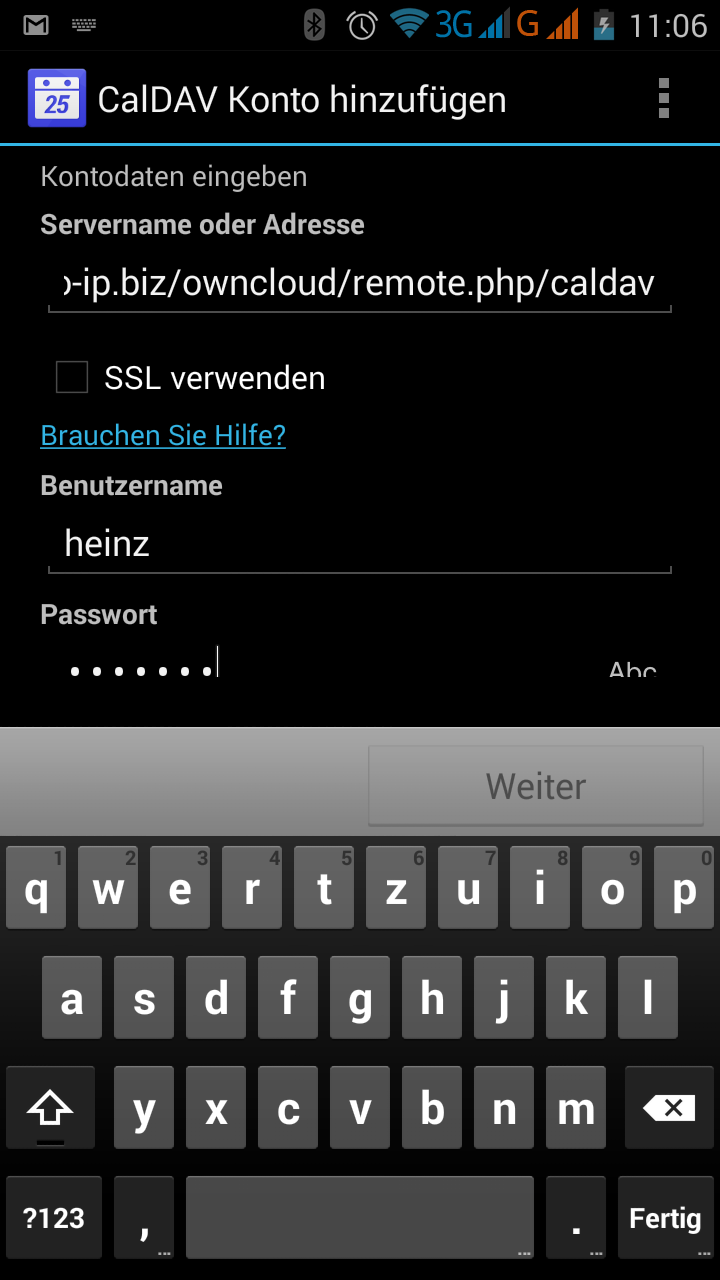 3G G 11:06
25 CalDAV Konto hinzufügen
Kontodaten eingeben
Servername oder Adresse
-ip.biz/owncloud/remote.php/caldav
SSL verwenden
Brauchen Sie Hilfe?
Benutzername
heinz
Passwort
Abc
Weiter
1 2 3 4 5 6 7 8 9 0
q w e r t z u i o p
a s d f g h j k l
y x c v b n m
?123 , . Fertig